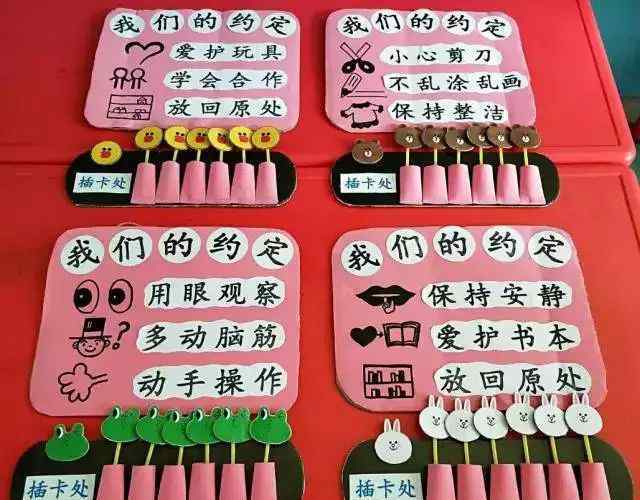 我们的约定
爱护玩具
学会合作
放回原处
插卡处
我们的约定
小心剪刀
不乱涂乱画
保持整洁
插卡处
我们的约定
用眼观察
多动脑筋
动手操作
插卡处
我们的约定
保持安静
爱护书本
放回原处
插卡处